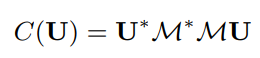 C(𝐔) = 𝐔*ℳ*ℳ𝐔